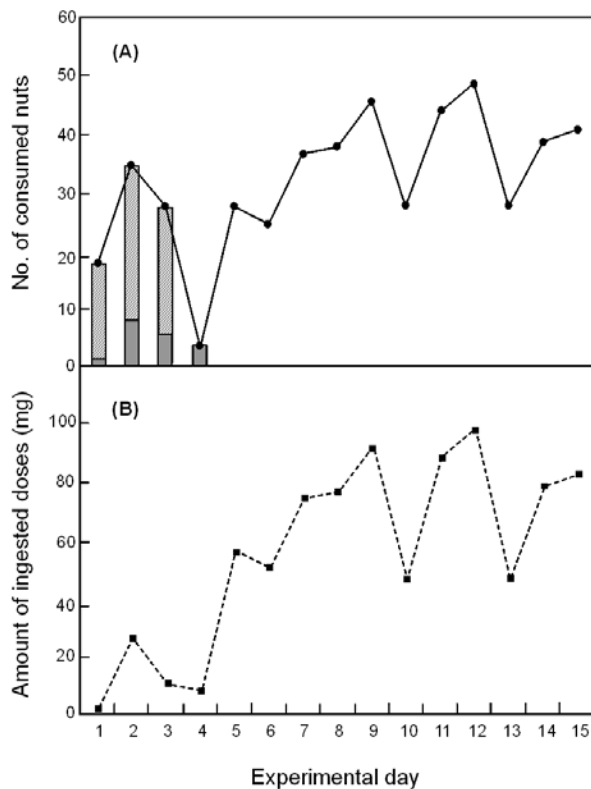 (A)
No. of consumed nuts
60
50
40
30
20
10
0
(B)
Amount of ingested doses (mg)
100
80
60
40
20
0
1 2 3 4 5 6 7 8 9 10 11 12 13 14 15
Experimental day